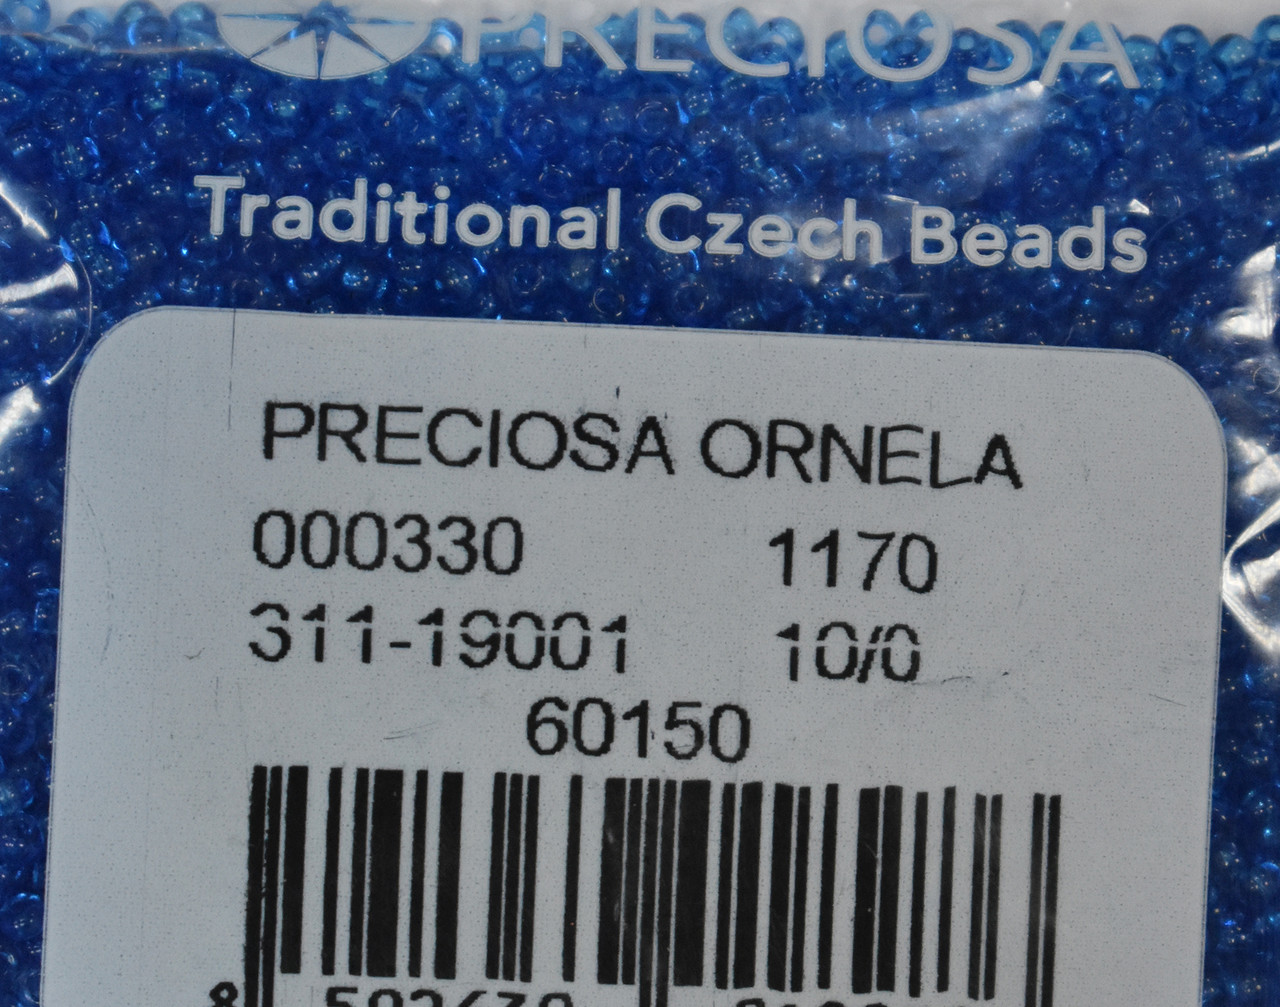 PRECIOSA
Traditional Czech Beads
PRECIOSA ORNELA
000330 1170
311-19001 10/0
60150